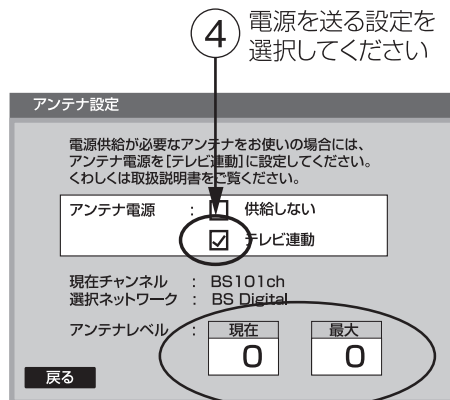 ④ 電源を送る設定を
選択してください
アンテナ設定
電源供給が必要なアンテナをお使いの場合には、
アンテナ電源を[テレビ連動]に設定してください。
くわしくは取扱説明書をご覧ください。
アンテナ電源 : 供給しない
テレビ連動
現在チャンネル : BS101ch
選択ネットワーク : BS Digital
アンテナレベル : 現在 最大
0 0
戻る